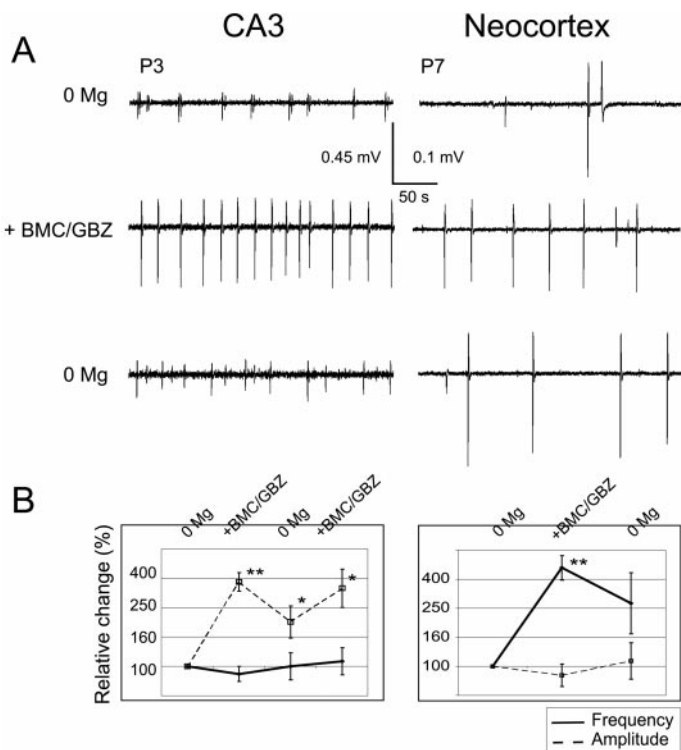 CA3 Neocortex
A
P3 P7
0 Mg
0.45 mV 0.1 mV
50 s
+ BMC/GBZ
0 Mg
B
0 Mg +BMC/GBZ 0 Mg +BMC/GBZ
0 Mg +BMC/GBZ 0 Mg
Relative change (%)
400 ** * * 400 **
250 250
160 160
100 100
Frequency
Amplitude